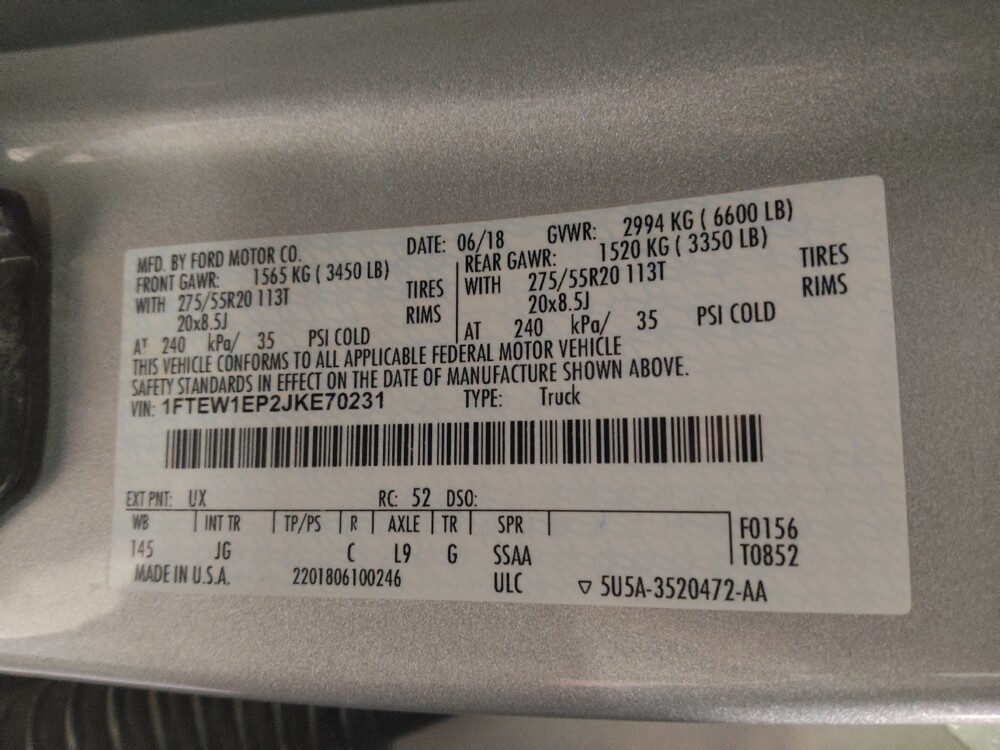 MFD. BY FORD MOTOR CO. DATE: 06/18 GVWR: 2994 KG ( 6600 LB)
FRONT GAWR: 1565 KG ( 3450 LB) REAR GAWR: 1520 KG ( 3350 LB)
WITH 275/55R20 113T TIRES WITH 275/55R20 113T TIRES
20x8.5J RIMS 20x8.5J RIMS
AT 240 kPa/ 35 PSI COLD AT 240 kPa/ 35 PSI COLD
THIS VEHICLE CONFORMS TO ALL APPLICABLE FEDERAL MOTOR VEHICLE
SAFETY STANDARDS IN EFFECT ON THE DATE OF MANUFACTURE SHOWN ABOVE.
VIN: 1FTEW1EP2JKE70231 TYPE: Truck
EXT PNT: UX RC: 52 DSO:
WB INT TR TP/PS R AXLE TR SPR F0156
145 JG C L9 G SSAA T0852
MADE IN U.S.A. 2201806100246 ULC ▽ 5U5A-3520472-AA